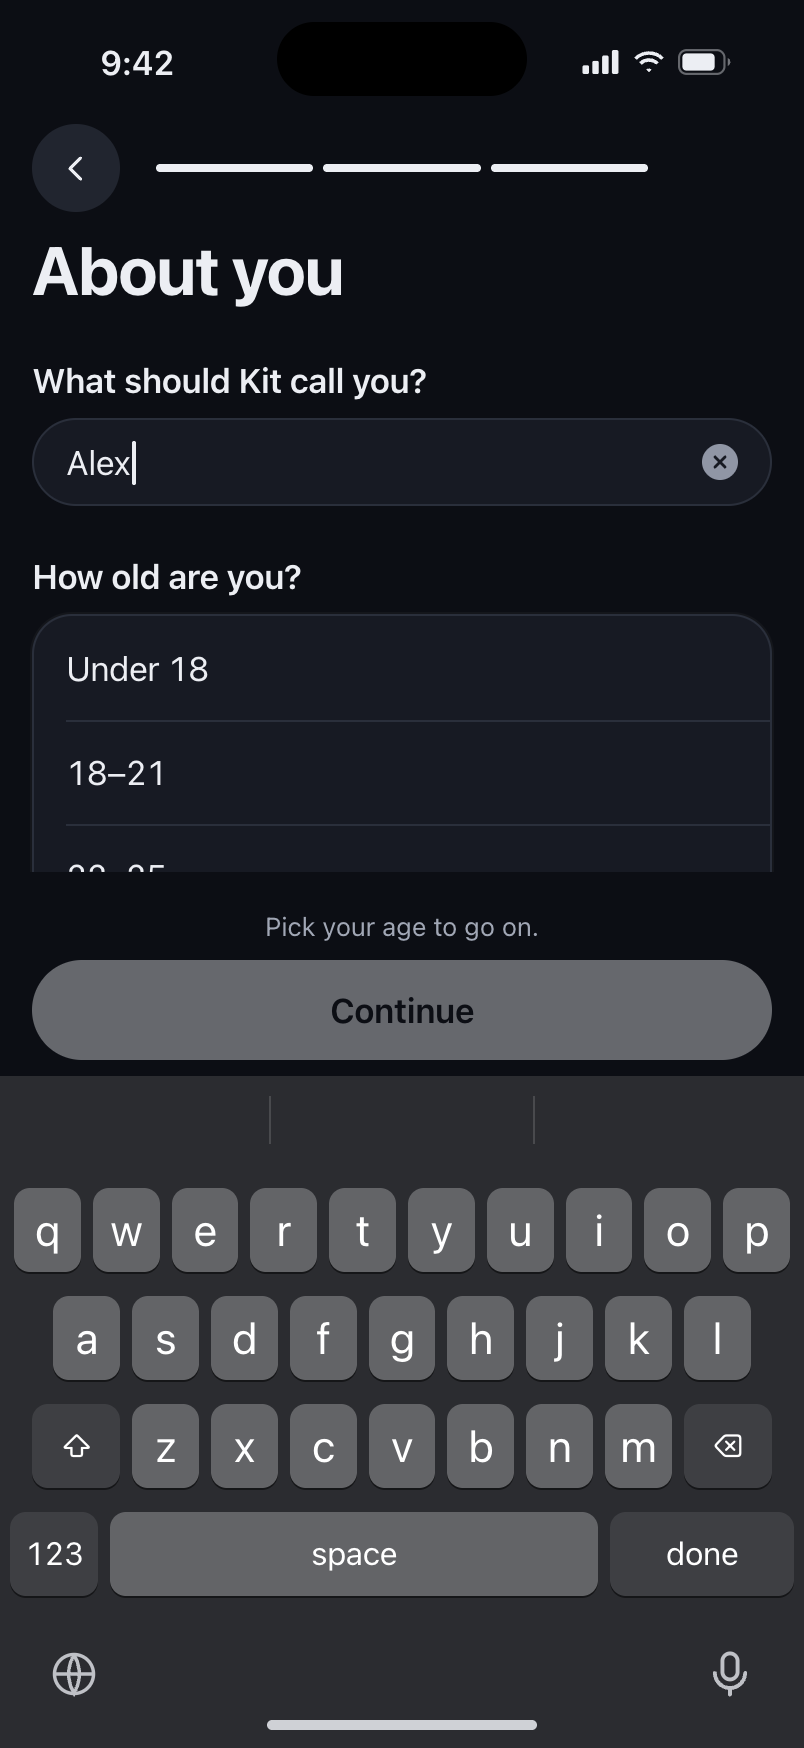 9:42
About you
What should Kit call you?
Alex
How old are you?
Under 18
18–21
Pick your age to go on.
Continue
q w e r t y u i o p
a s d f g h j k l
z x c v b n m
123 space done